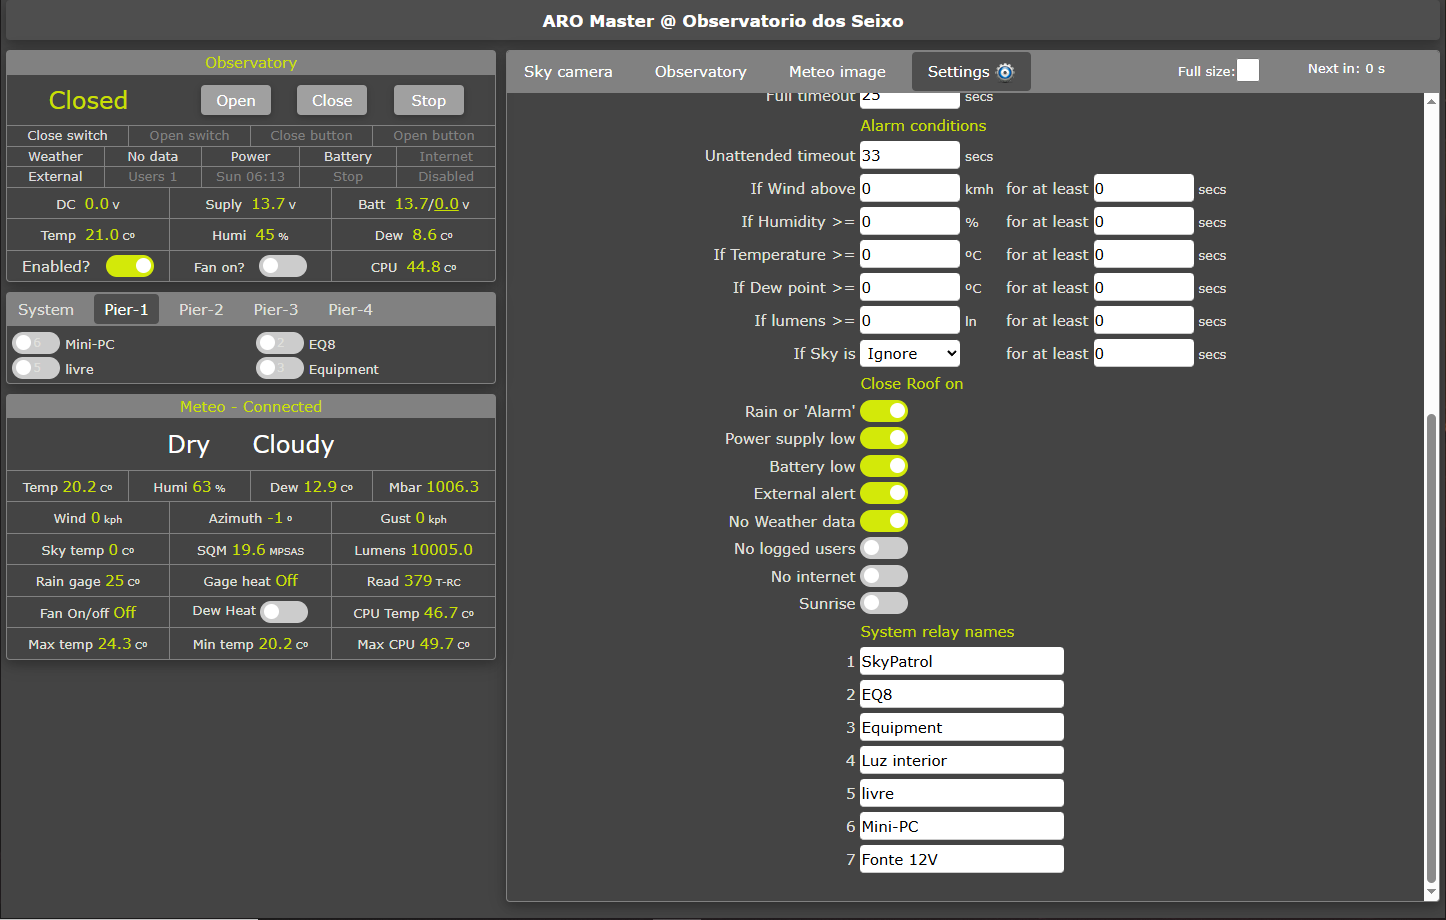 ARO Master @ Observatorio dos Seixo
Observatory
Closed Open Close Stop
Close switch Open switch Close button Open button
Weather No data Power Battery Internet
External Users 1 Sun 06:13 Stop Disabled
DC 0.0 v Suply 13.7 v Batt 13.7/0.0 v
Temp 21.0 Cº Humi 45 % Dew 8.6 Cº
Enabled? Fan on? CPU 44.8 Cº
System Pier-1 Pier-2 Pier-3 Pier-4
6 Mini-PC 2 EQ8
5 livre 3 Equipment
Meteo - Connected
Dry Cloudy
Temp 20.2 Cº Humi 63 % Dew 12.9 Cº Mbar 1006.3
Wind 0 kph Azimuth -1 º Gust 0 kph
Sky temp 0 Cº SQM 19.6 MPSAS Lumens 10005.0
Rain gage 25 Cº Gage heat Off Read 379 T-RC
Fan On/off Off Dew Heat CPU Temp 46.7 Cº
Max temp 24.3 Cº Min temp 20.2 Cº Max CPU 49.7 Cº
Sky camera Observatory Meteo image Settings Full size: Next in: 0 s
Full timeout 25 secs
Alarm conditions
Unattended timeout 33 secs
If Wind above 0 kmh for at least 0 secs
If Humidity >= 0 % for at least 0 secs
If Temperature >= 0 ºC for at least 0 secs
If Dew point >= 0 ºC for at least 0 secs
If lumens >= 0 ln for at least 0 secs
If Sky is Ignore for at least 0 secs
Close Roof on
Rain or 'Alarm'
Power supply low
Battery low
External alert
No Weather data
No logged users
No internet
Sunrise
System relay names
1 SkyPatrol
2 EQ8
3 Equipment
4 Luz interior
5 livre
6 Mini-PC
7 Fonte 12V